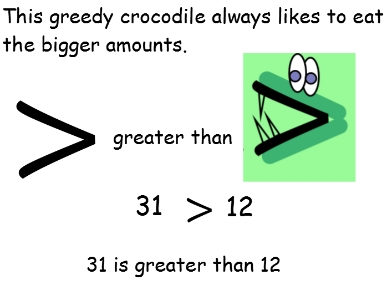 This greedy crocodile always likes to eat
the bigger amounts.
> greater than
31 > 12
31 is greater than 12